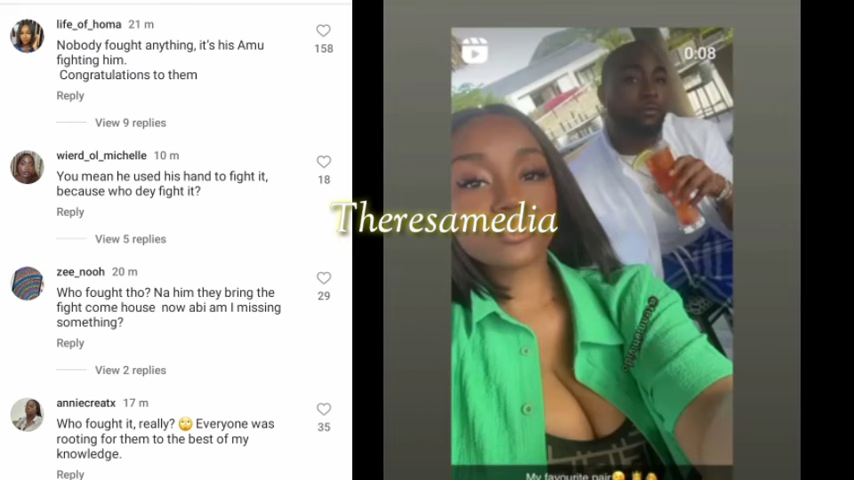 life_of_homa 21 m
Nobody fought anything, it's his Amu
fighting him.
Congratulations to them
158
Reply
View 9 replies
wierd_ol_michelle 10 m
You mean he used his hand to fight it,
because who dey fight it?
18
Reply
View 5 replies
zee_nooh 20 m
Who fought tho? Na him they bring the
fight come house now abi am I missing
something?
29
Reply
View 2 replies
anniecreatx 17 m
Who fought it, really? 🙄 Everyone was
rooting for them to the best of my
knowledge.
35
Reply
Theresamedia
0:08
My favourite pair